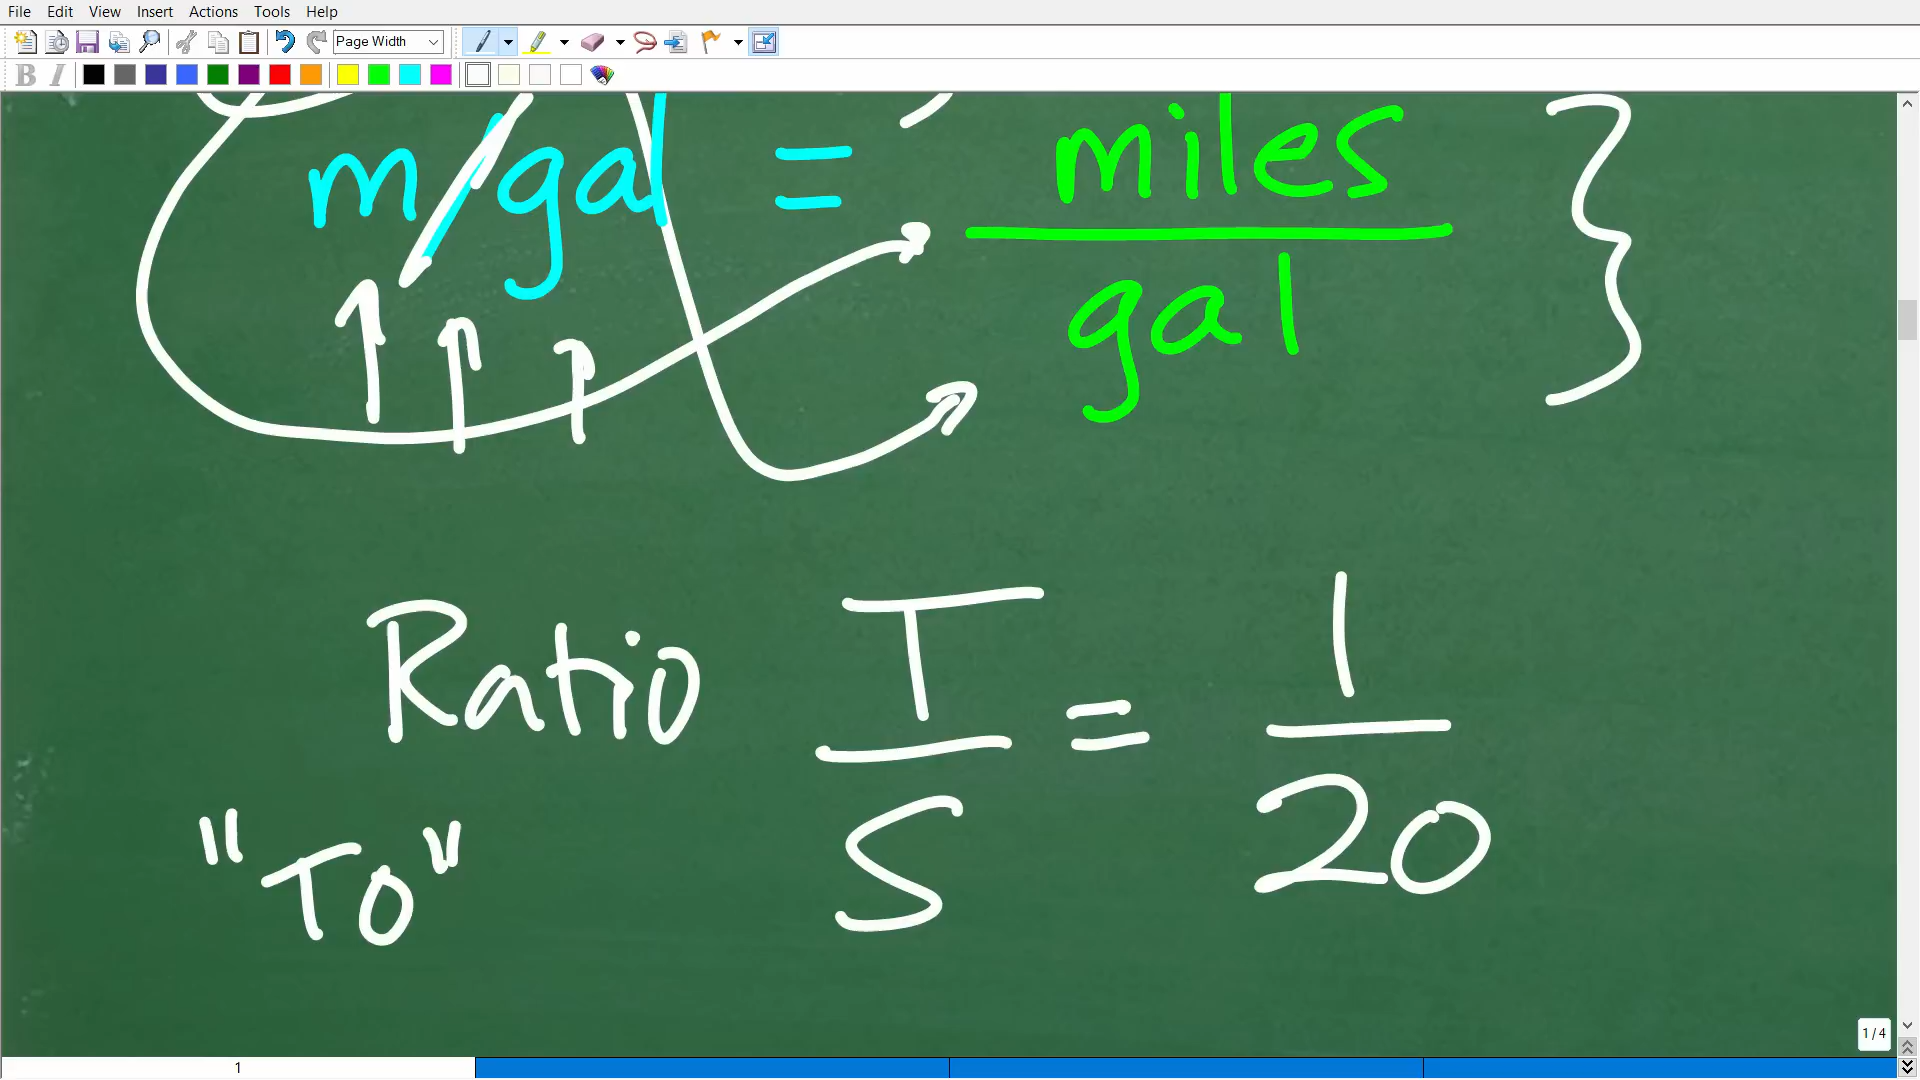 File Edit View Insert Actions Tools Help
Page Width
B I
m/gal = miles
gal
Ratio T/S = 1/20
"TO"
1 / 4
1